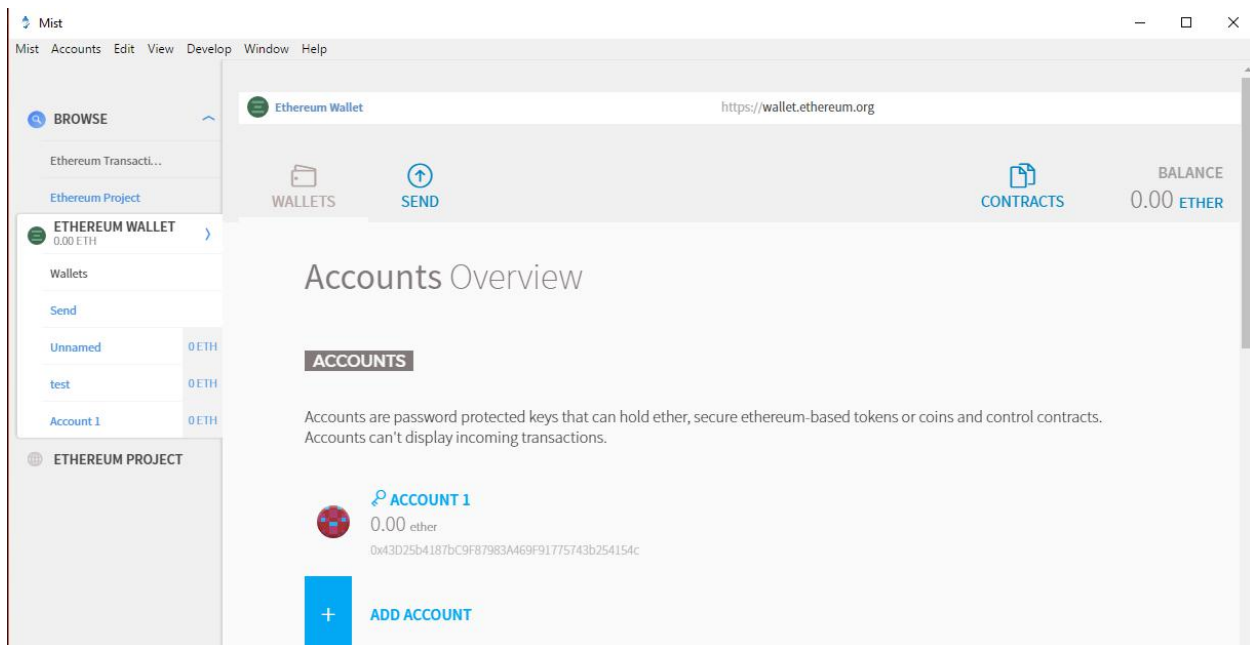 Mist
Mist Accounts Edit View Develop Window Help
BROWSE
Ethereum Transacti...
Ethereum Project
ETHEREUM WALLET
0.00 ETH
Wallets
Send
Unnamed 0 ETH
test 0 ETH
Account 1 0 ETH
ETHEREUM PROJECT
Ethereum Wallet https://wallet.ethereum.org
WALLETS SEND CONTRACTS
BALANCE
0.00 ETHER
Accounts Overview
ACCOUNTS
Accounts are password protected keys that can hold ether, secure ethereum-based tokens or coins and control contracts.
Accounts can't display incoming transactions.
ACCOUNT 1
0.00 ether
0x43D25b4187bC9F87983A469F91775743b254154c
+ ADD ACCOUNT